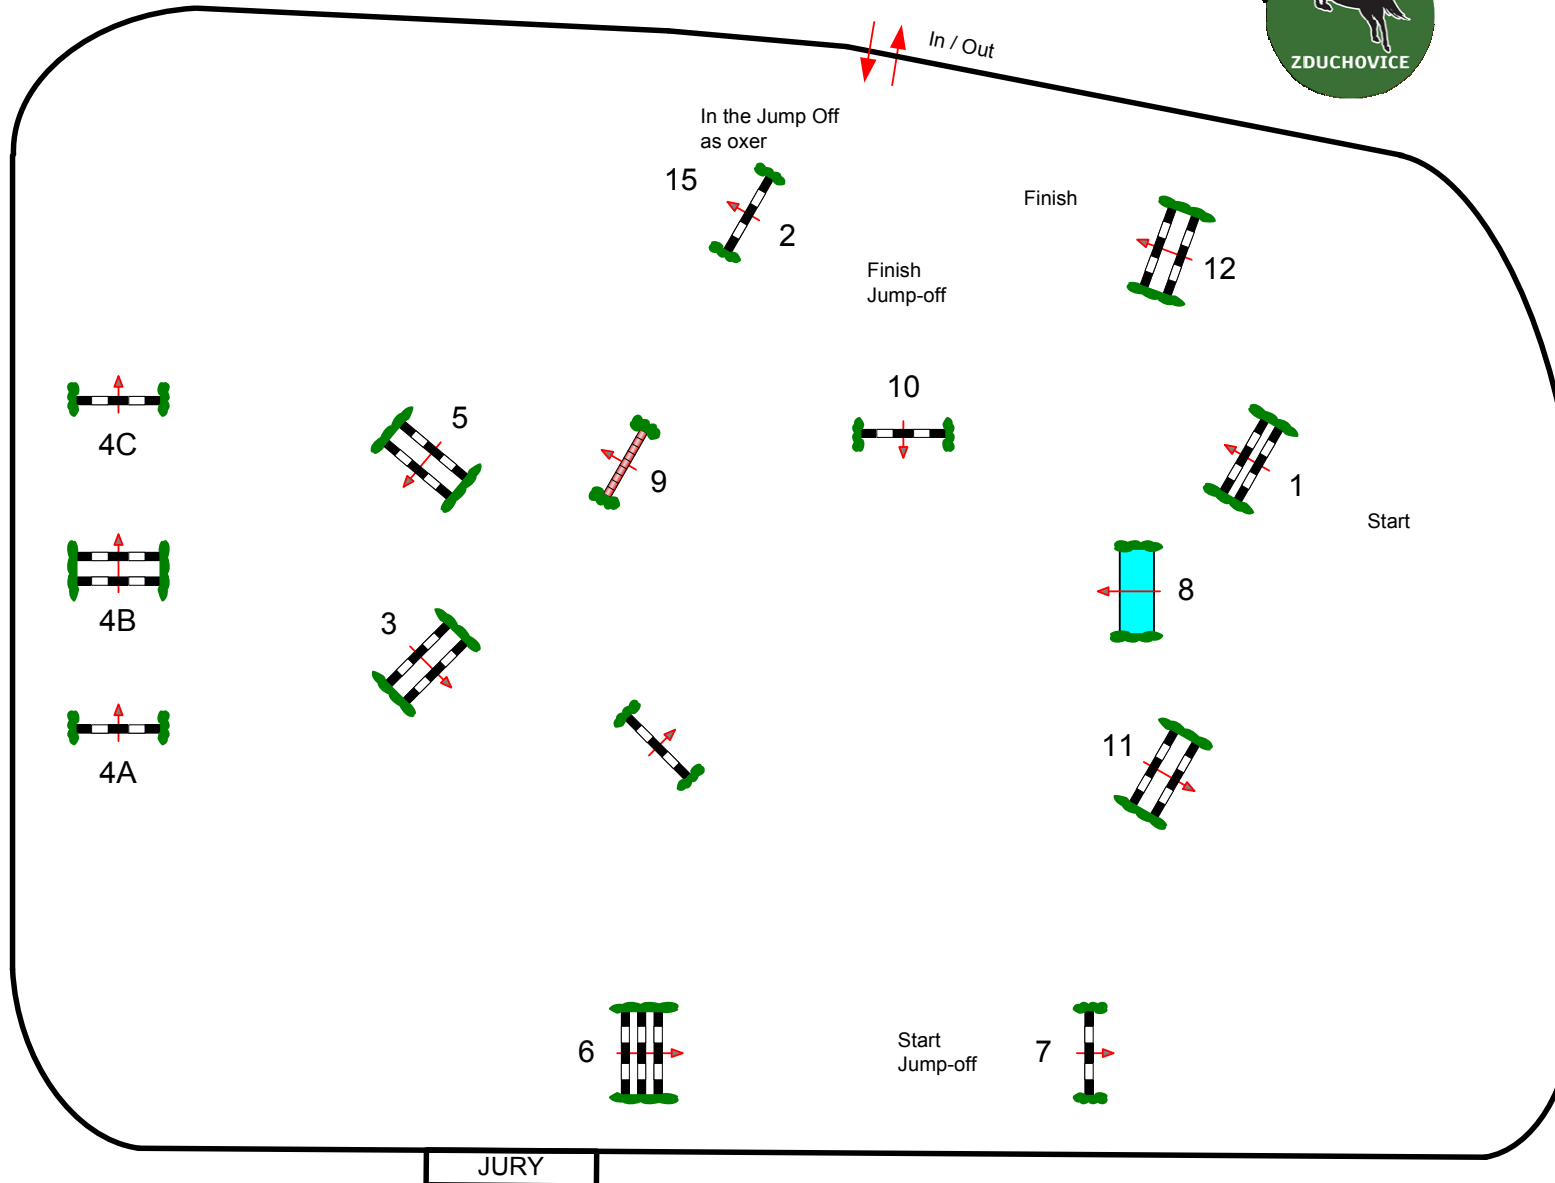 In / Out
ZDUCHOVICE
In the Jump Off
as oxer
15
2
Finish
12
Finish
Jump-off
10
4C
5
9
1
Start
8
4B
3
11
4A
6
Start
Jump-off
7
JURY